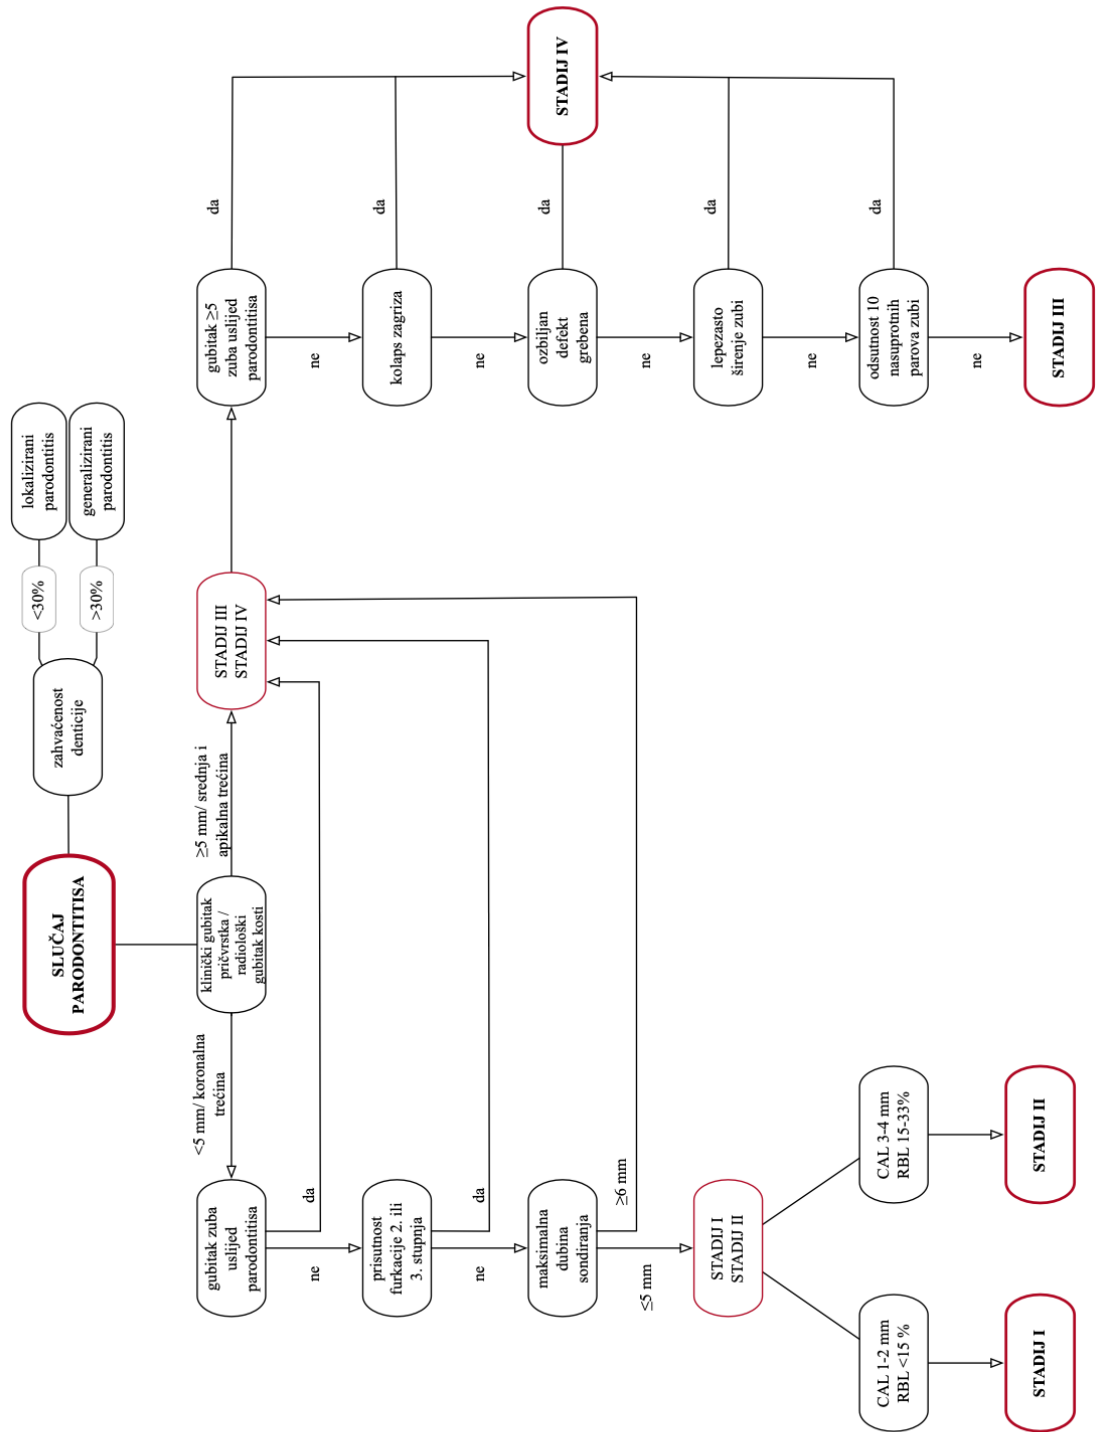 SLUČAJ
PARODONTITISA
zahvaćenost
denticije
<30%
lokalizirani
parodontitis
>30%
generalizirani
parodontitis
klinički gubitak
pričvrstka /
radiološki
gubitak kosti
<5 mm/ koronalna
trećina
≥5 mm/ srednja i
apikalna trećina
gubitak zuba
uslijed
parodontitisa
da
ne
prisutnost
furkacije 2. ili
3. stupnja
da
ne
maksimalna
dubina
sondiranja
≥6 mm
≤5 mm
STADIJ I
STADIJ II
CAL 1-2 mm
RBL <15 %
STADIJ I
CAL 3-4 mm
RBL 15-33%
STADIJ II
STADIJ III
STADIJ IV
gubitak ≥5
zuba uslijed
parodontitisa
da
ne
kolaps zagriza
da
ne
ozbiljan
defekt
grebena
da
ne
lepezasto
širenje zubi
da
ne
odsutnost 10
nasuprotnih
parova zubi
da
ne
STADIJ IV
STADIJ III